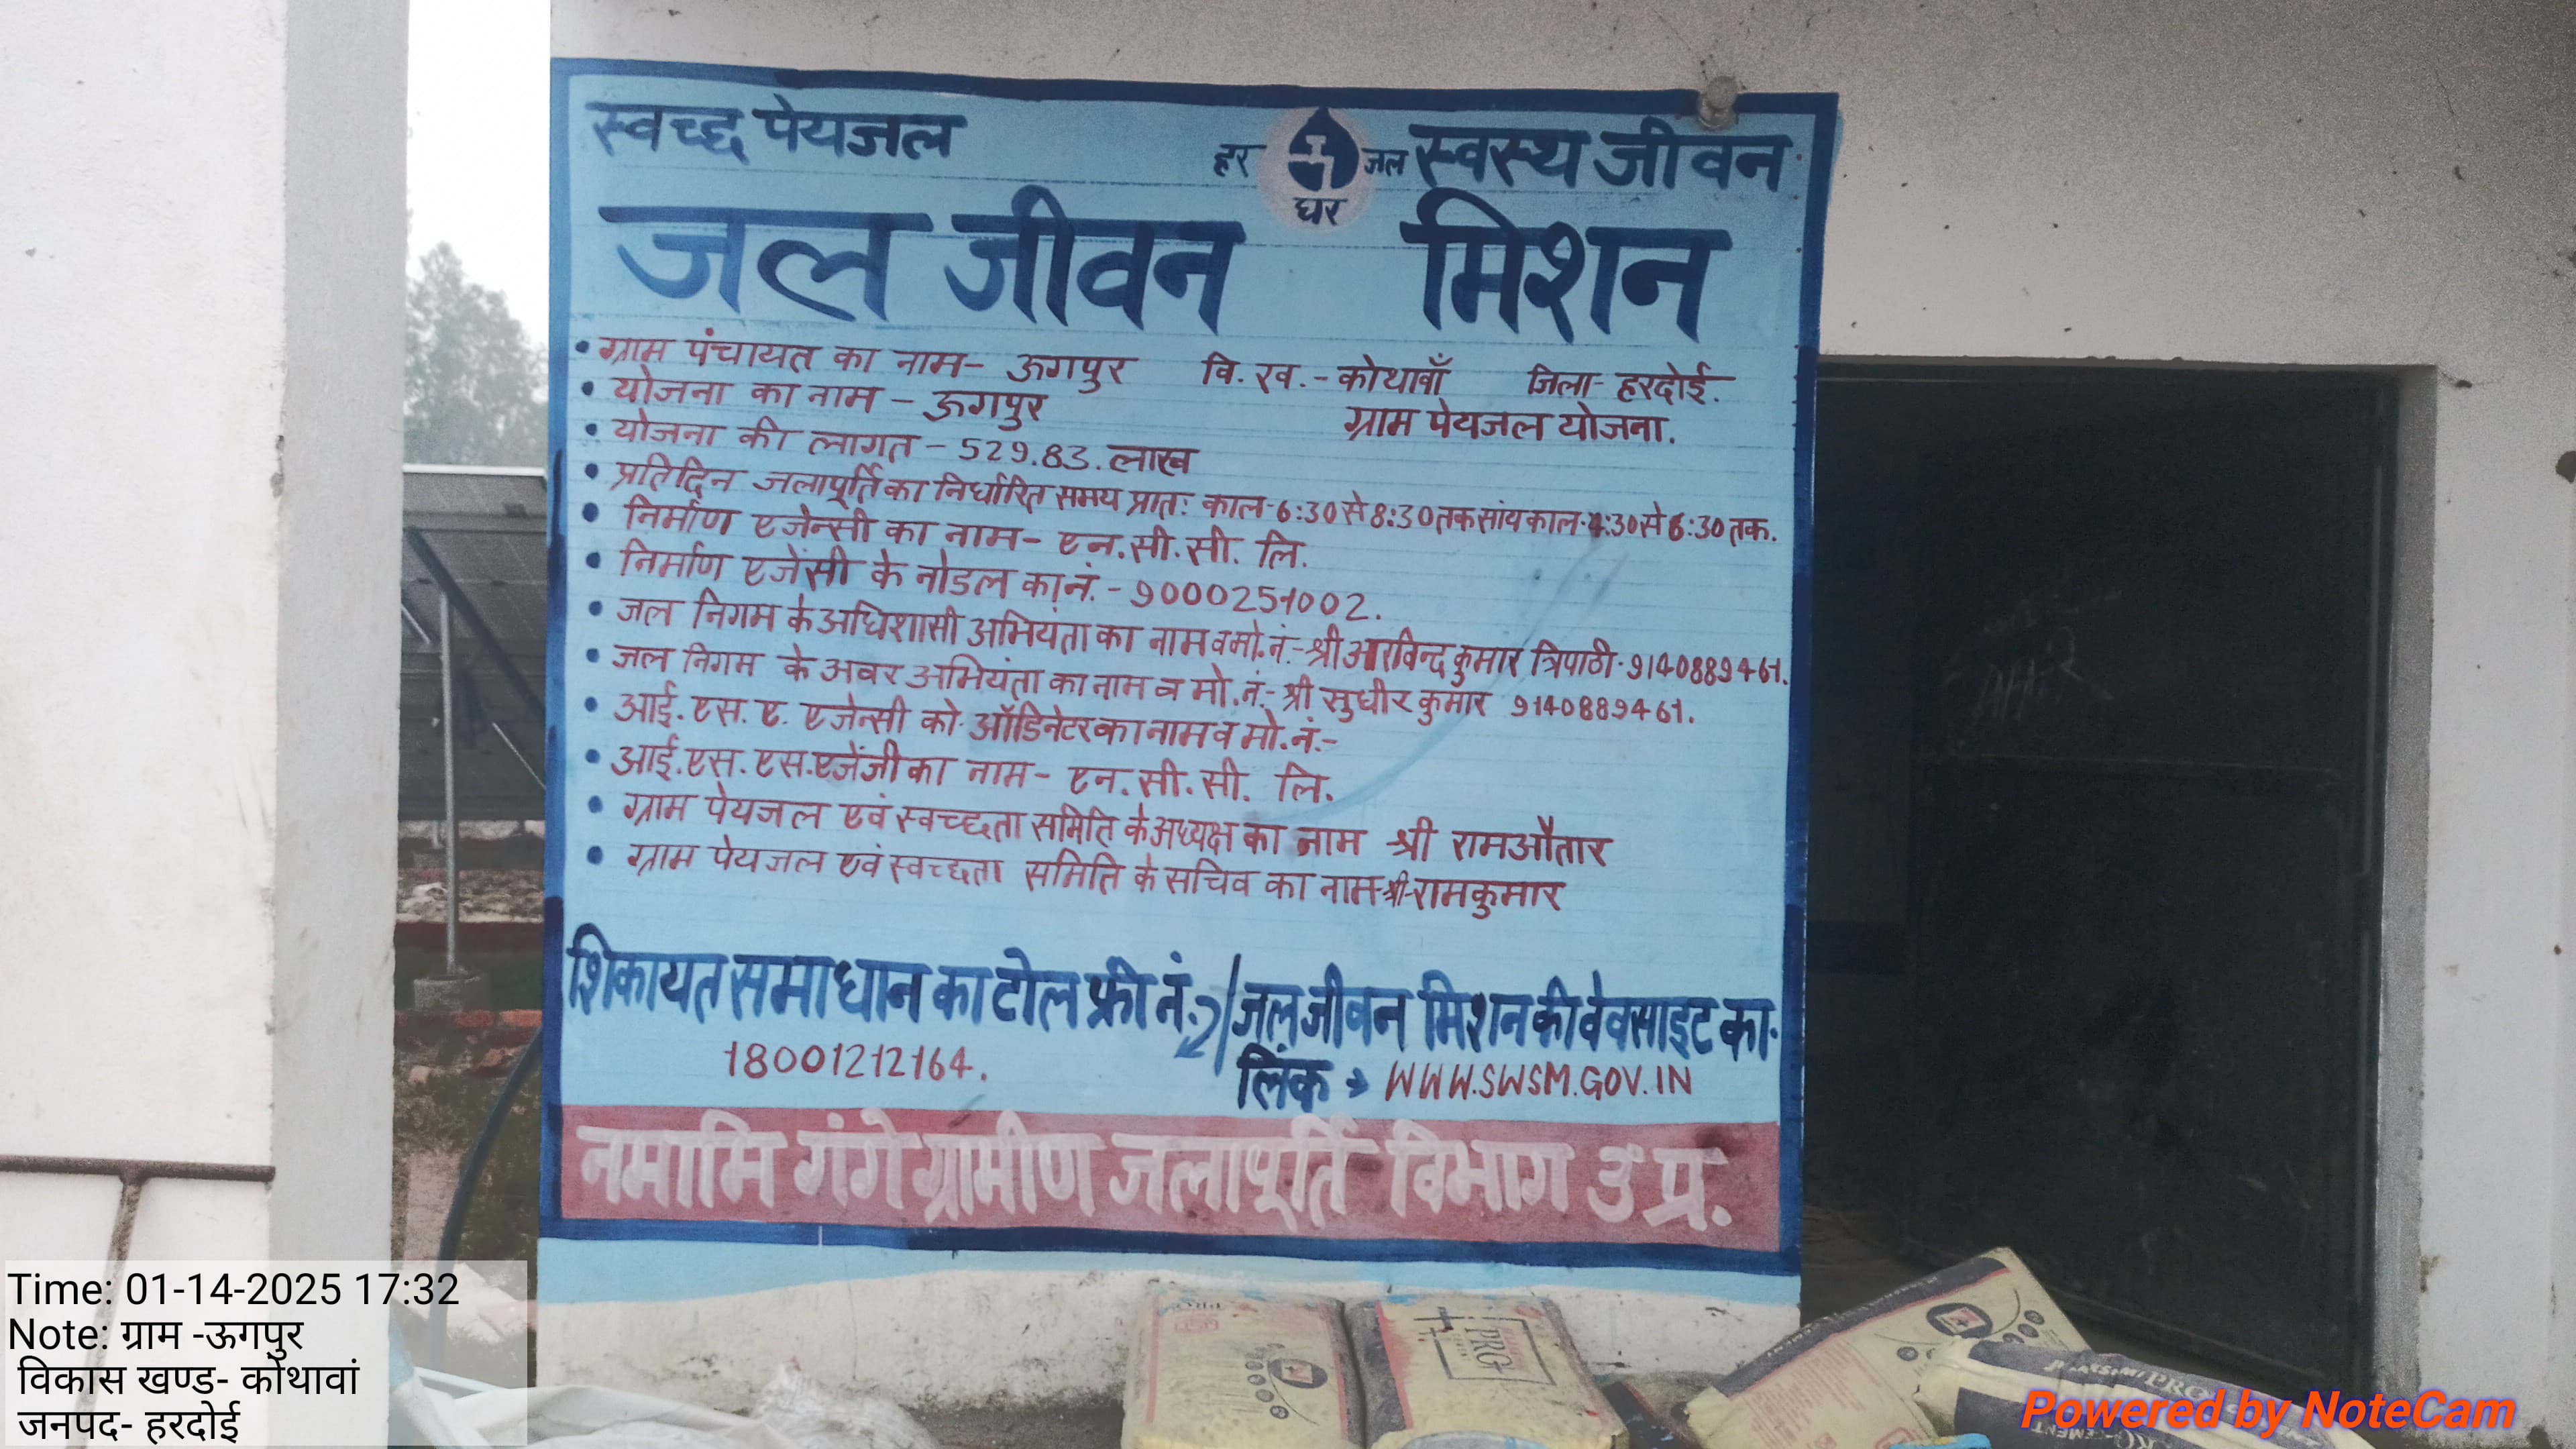 स्वच्छ पेयजल
हर जल
घर
स्वस्थ जीवन
जल जीवन मिशन
• ग्राम पंचायत का नाम- ऊगपुर वि.ख.- कोथावाँ जिला- हरदोई.
• योजना का नाम - ऊगपुर ग्राम पेयजल योजना.
• योजना की लागत - 529.83. लाख
• प्रतिदिन जलापूर्ति का निर्धारित समय प्रातः काल-6:30 से 8:30 तक सांय काल-4:30 से 6:30 तक.
• निर्माण एजेन्सी का नाम- एन.सी.सी. लि.
• निर्माण एजेंसी के नोडल का.नं.- 9000251002.
• जल निगम के अधिशासी अभियंता का नाम व मो.नं.- श्री आरविन्द कुमार त्रिपाठी- 9140889461.
• जल निगम के अवर अभियंता का नाम व मो.नं:- श्री सुधीर कुमार 9140889461.
• आई.एस.ए. एजेन्सी को-ऑडिनेटर का नाम व मो.नं:-
• आई.एस.एस.एजेंजी का नाम- एन.सी.सी. लि.
• ग्राम पेयजल एवं स्वच्छता समिति के अध्यक्ष का नाम श्री रामऔतार
• ग्राम पेयजल एवं स्वच्छता समिति के सचिव का नाम-श्री-रामकुमार
शिकायत समाधान का टोल फ्री नं.
18001212164.
जल जीवन मिशन की वेवसाइट का.
लिंक → WWW.SWSM.GOV.IN
नमामि गंगे ग्रामीण जलापूर्ति विभाग उ प्र.
PRG
Time: 01-14-2025 17:32
Note: ग्राम -ऊगपुर
विकास खण्ड- कोथावां
जनपद- हरदोई
Powered by NoteCam